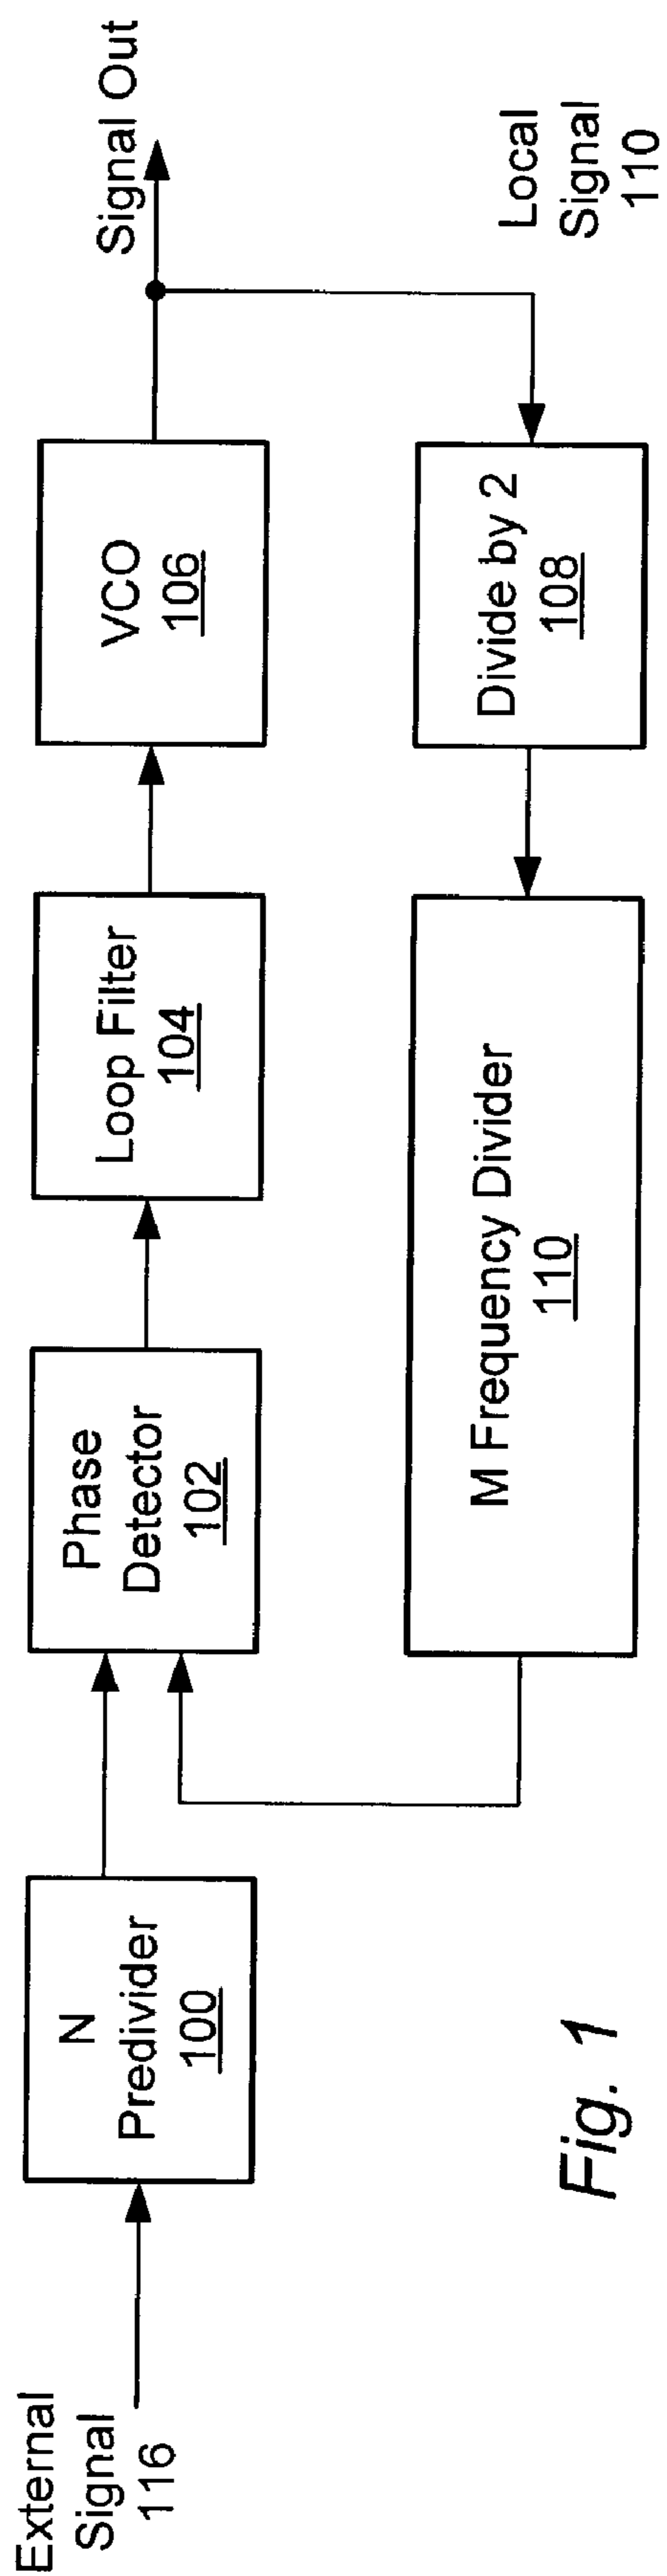 External
Signal
116
N
Predivider
100
Phase
Detector
102
Loop Filter
104
VCO
106
Signal Out
M Frequency Divider
110
Divide by 2
108
Local
Signal
110
Fig. 1